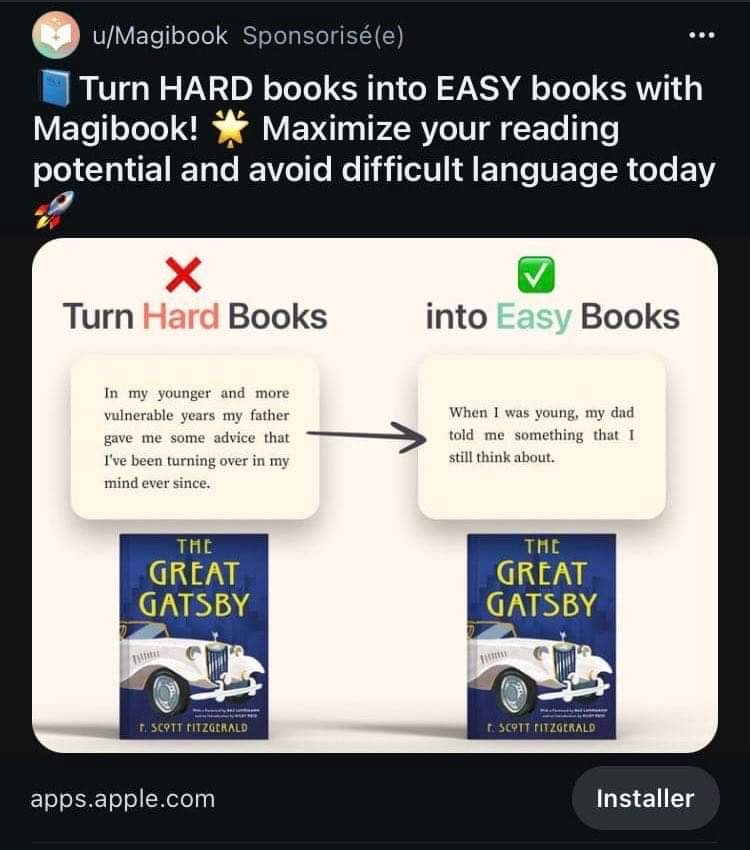 u/Magibook Sponsorisé(e)
📘 Turn HARD books into EASY books with
Magibook! 🌟 Maximize your reading
potential and avoid difficult language today
🚀
❌ ✅
Turn Hard Books into Easy Books
In my younger and more
vulnerable years my father
gave me some advice that
I've been turning over in my
mind ever since.
When I was young, my dad
told me something that I
still think about.
THE
GREAT
GATSBY
F. SCOTT FITZGERALD
THE
GREAT
GATSBY
F. SCOTT FITZGERALD
apps.apple.com
Installer